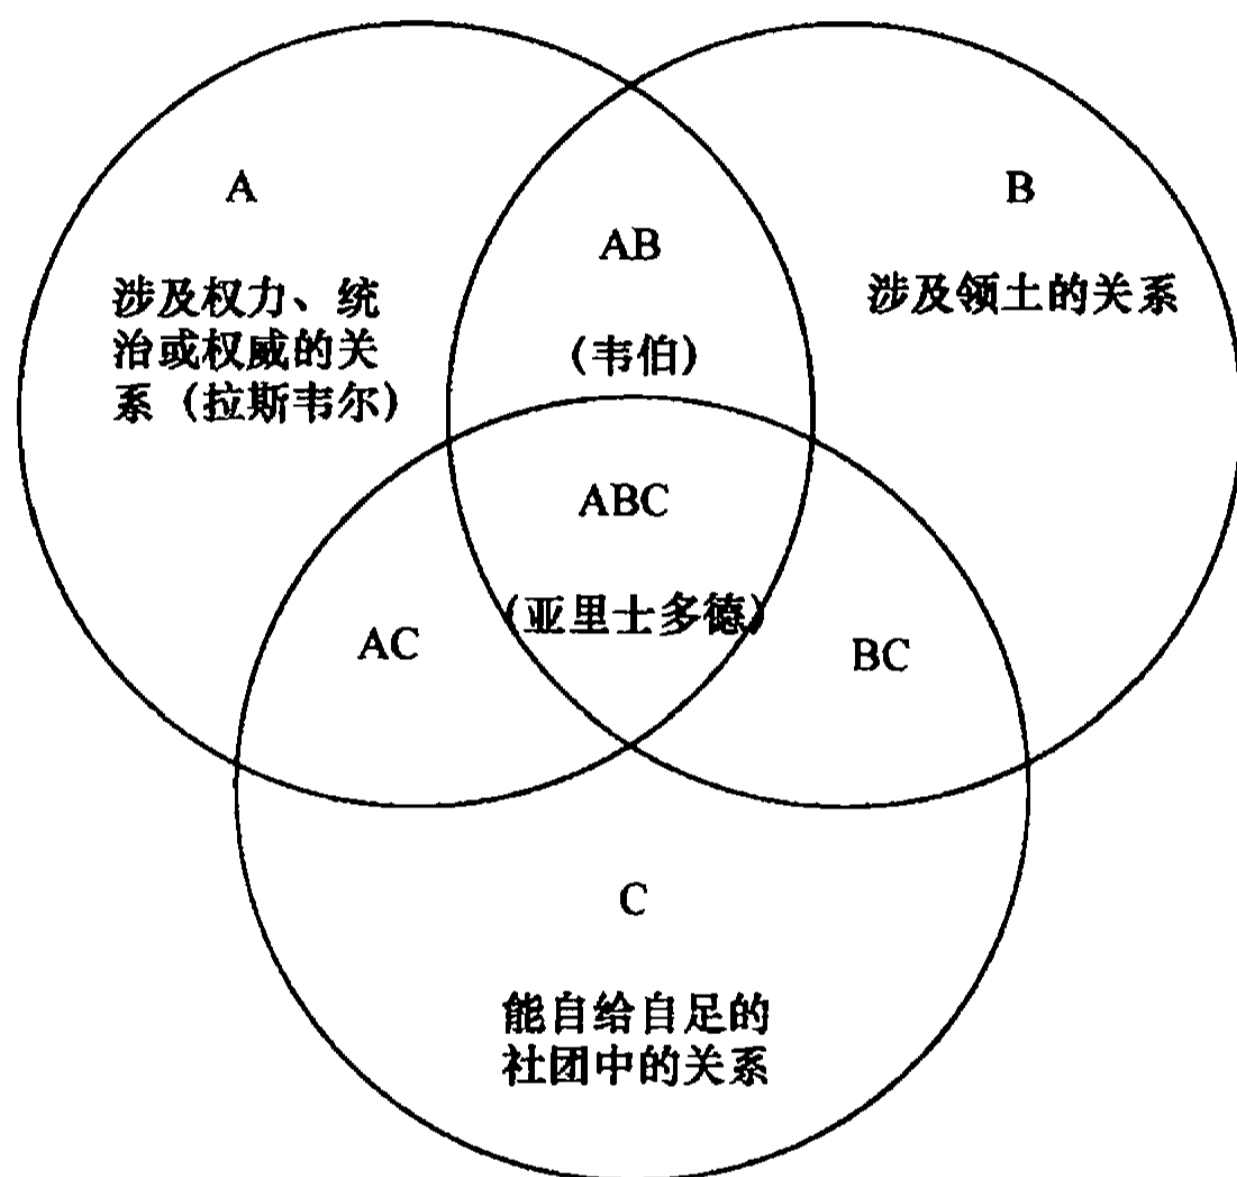 A
涉及权力、统
治或权威的关
系（拉斯韦尔）
AB
（韦伯）
B
涉及领土的关系
ABC
（亚里士多德）
AC
BC
C
能自给自足的
社团中的关系